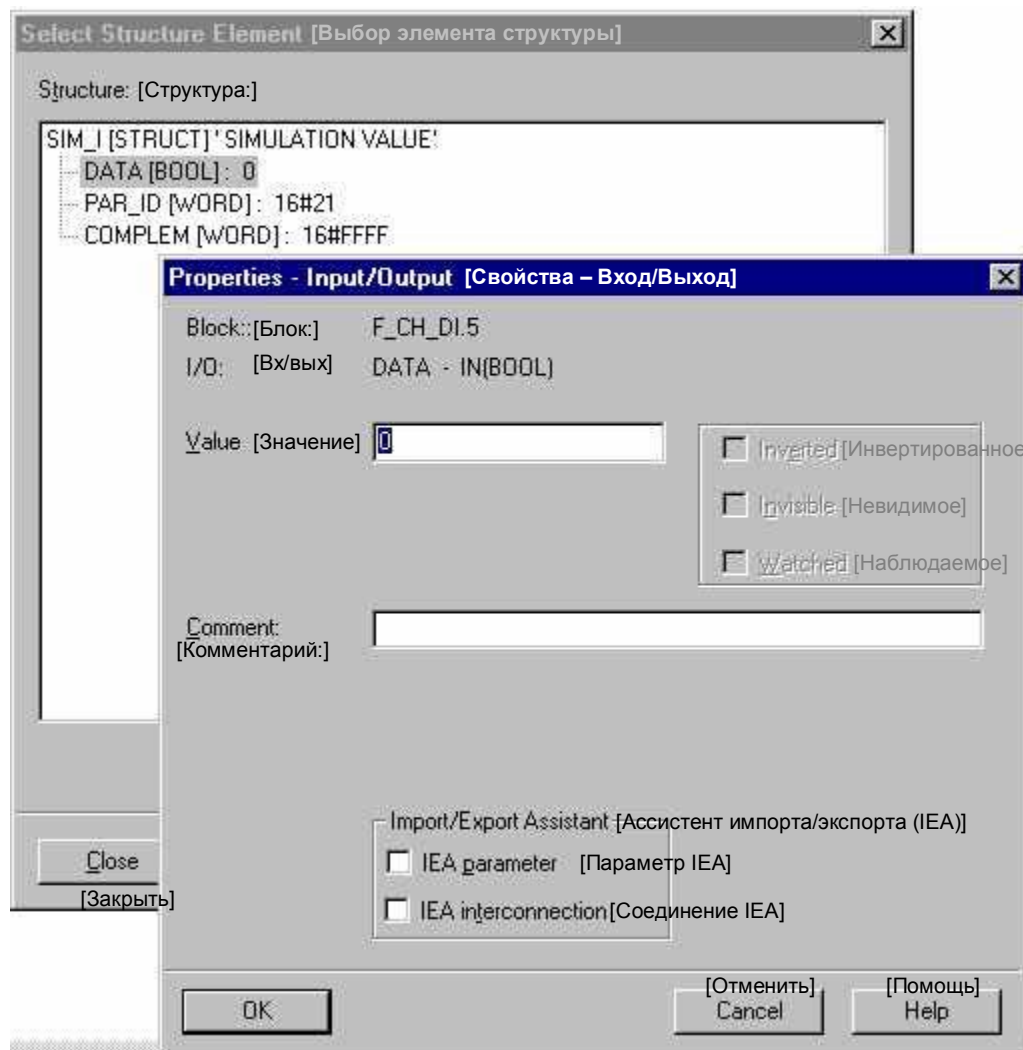 Select Structure Element [Выбор элемента структуры]
Structure: [Структура:]
SIM_I [STRUCT] ' SIMULATION VALUE'
DATA [BOOL] : 0
PAR_ID [WORD] : 16#21
COMPLEM [WORD] : 16#FFFF
Properties - Input/Output [Свойства – Вход/Выход]
Block:: [Блок:] F_CH_DI.5
I/O: [Вх/вых] DATA - IN(BOOL)
Value [Значение] 0
Inverted [Инвертированное
Invisible [Невидимое]
Watched [Наблюдаемое]
Comment:
[Комментарий:]
Import/Export Assistant [Ассистент импорта/экспорта (IEA)]
IEA parameter [Параметр IEA]
IEA interconnection [Соединение IEA]
Close
[Закрыть]
OK
[Отменить]
Cancel
[Помощь]
Help